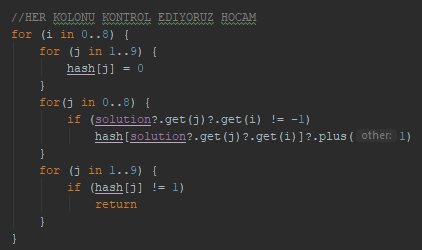 //HER KOLONU KONTROL EDIYORUZ HOCAM
for (i in 0..8) {
    for (j in 1..9) {
        hash[j] = 0
    }
    for(j in 0..8) {
        if (solution?.get(j)?.get(i) != -1)
            hash[solution?.get(j)?.get(i)]?.plus( other: 1)
    }
    for (j in 1..9) {
        if (hash[j] != 1)
            return
    }
}